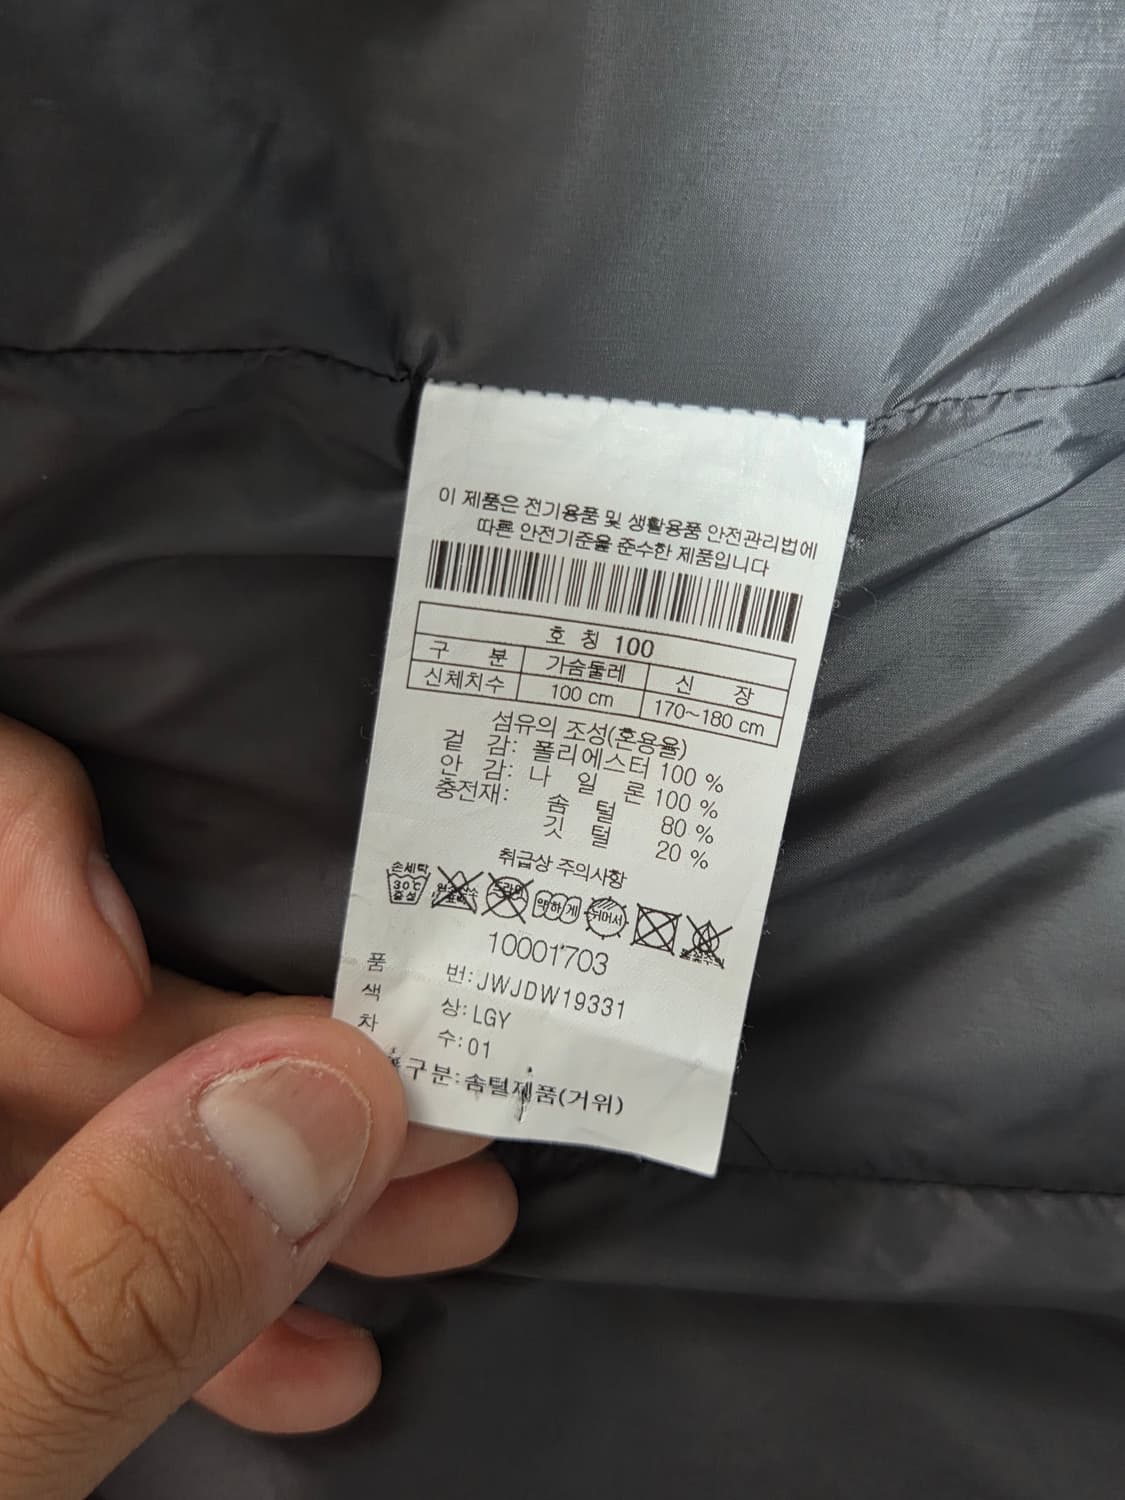 이 제품은 전기용품 및 생활용품 안전관리법에
따른 안전기준을 준수한 제품입니다
호 칭 100
구 분 가슴둘레 신 장
신체치수 100 cm 170~180 cm
섬유의 조성(혼용율)
겉 감: 폴리에스터 100 %
안 감: 나 일 론 100 %
충전재: 솜 털 80 %
깃 털 20 %
취급상 주의사항
손세탁 30℃ 중성 드라이 약하게 뉘어서
10001703
품 번: JWJDW19331
색 상: LGY
차 수: 01
구분: 솜털제품(거위)